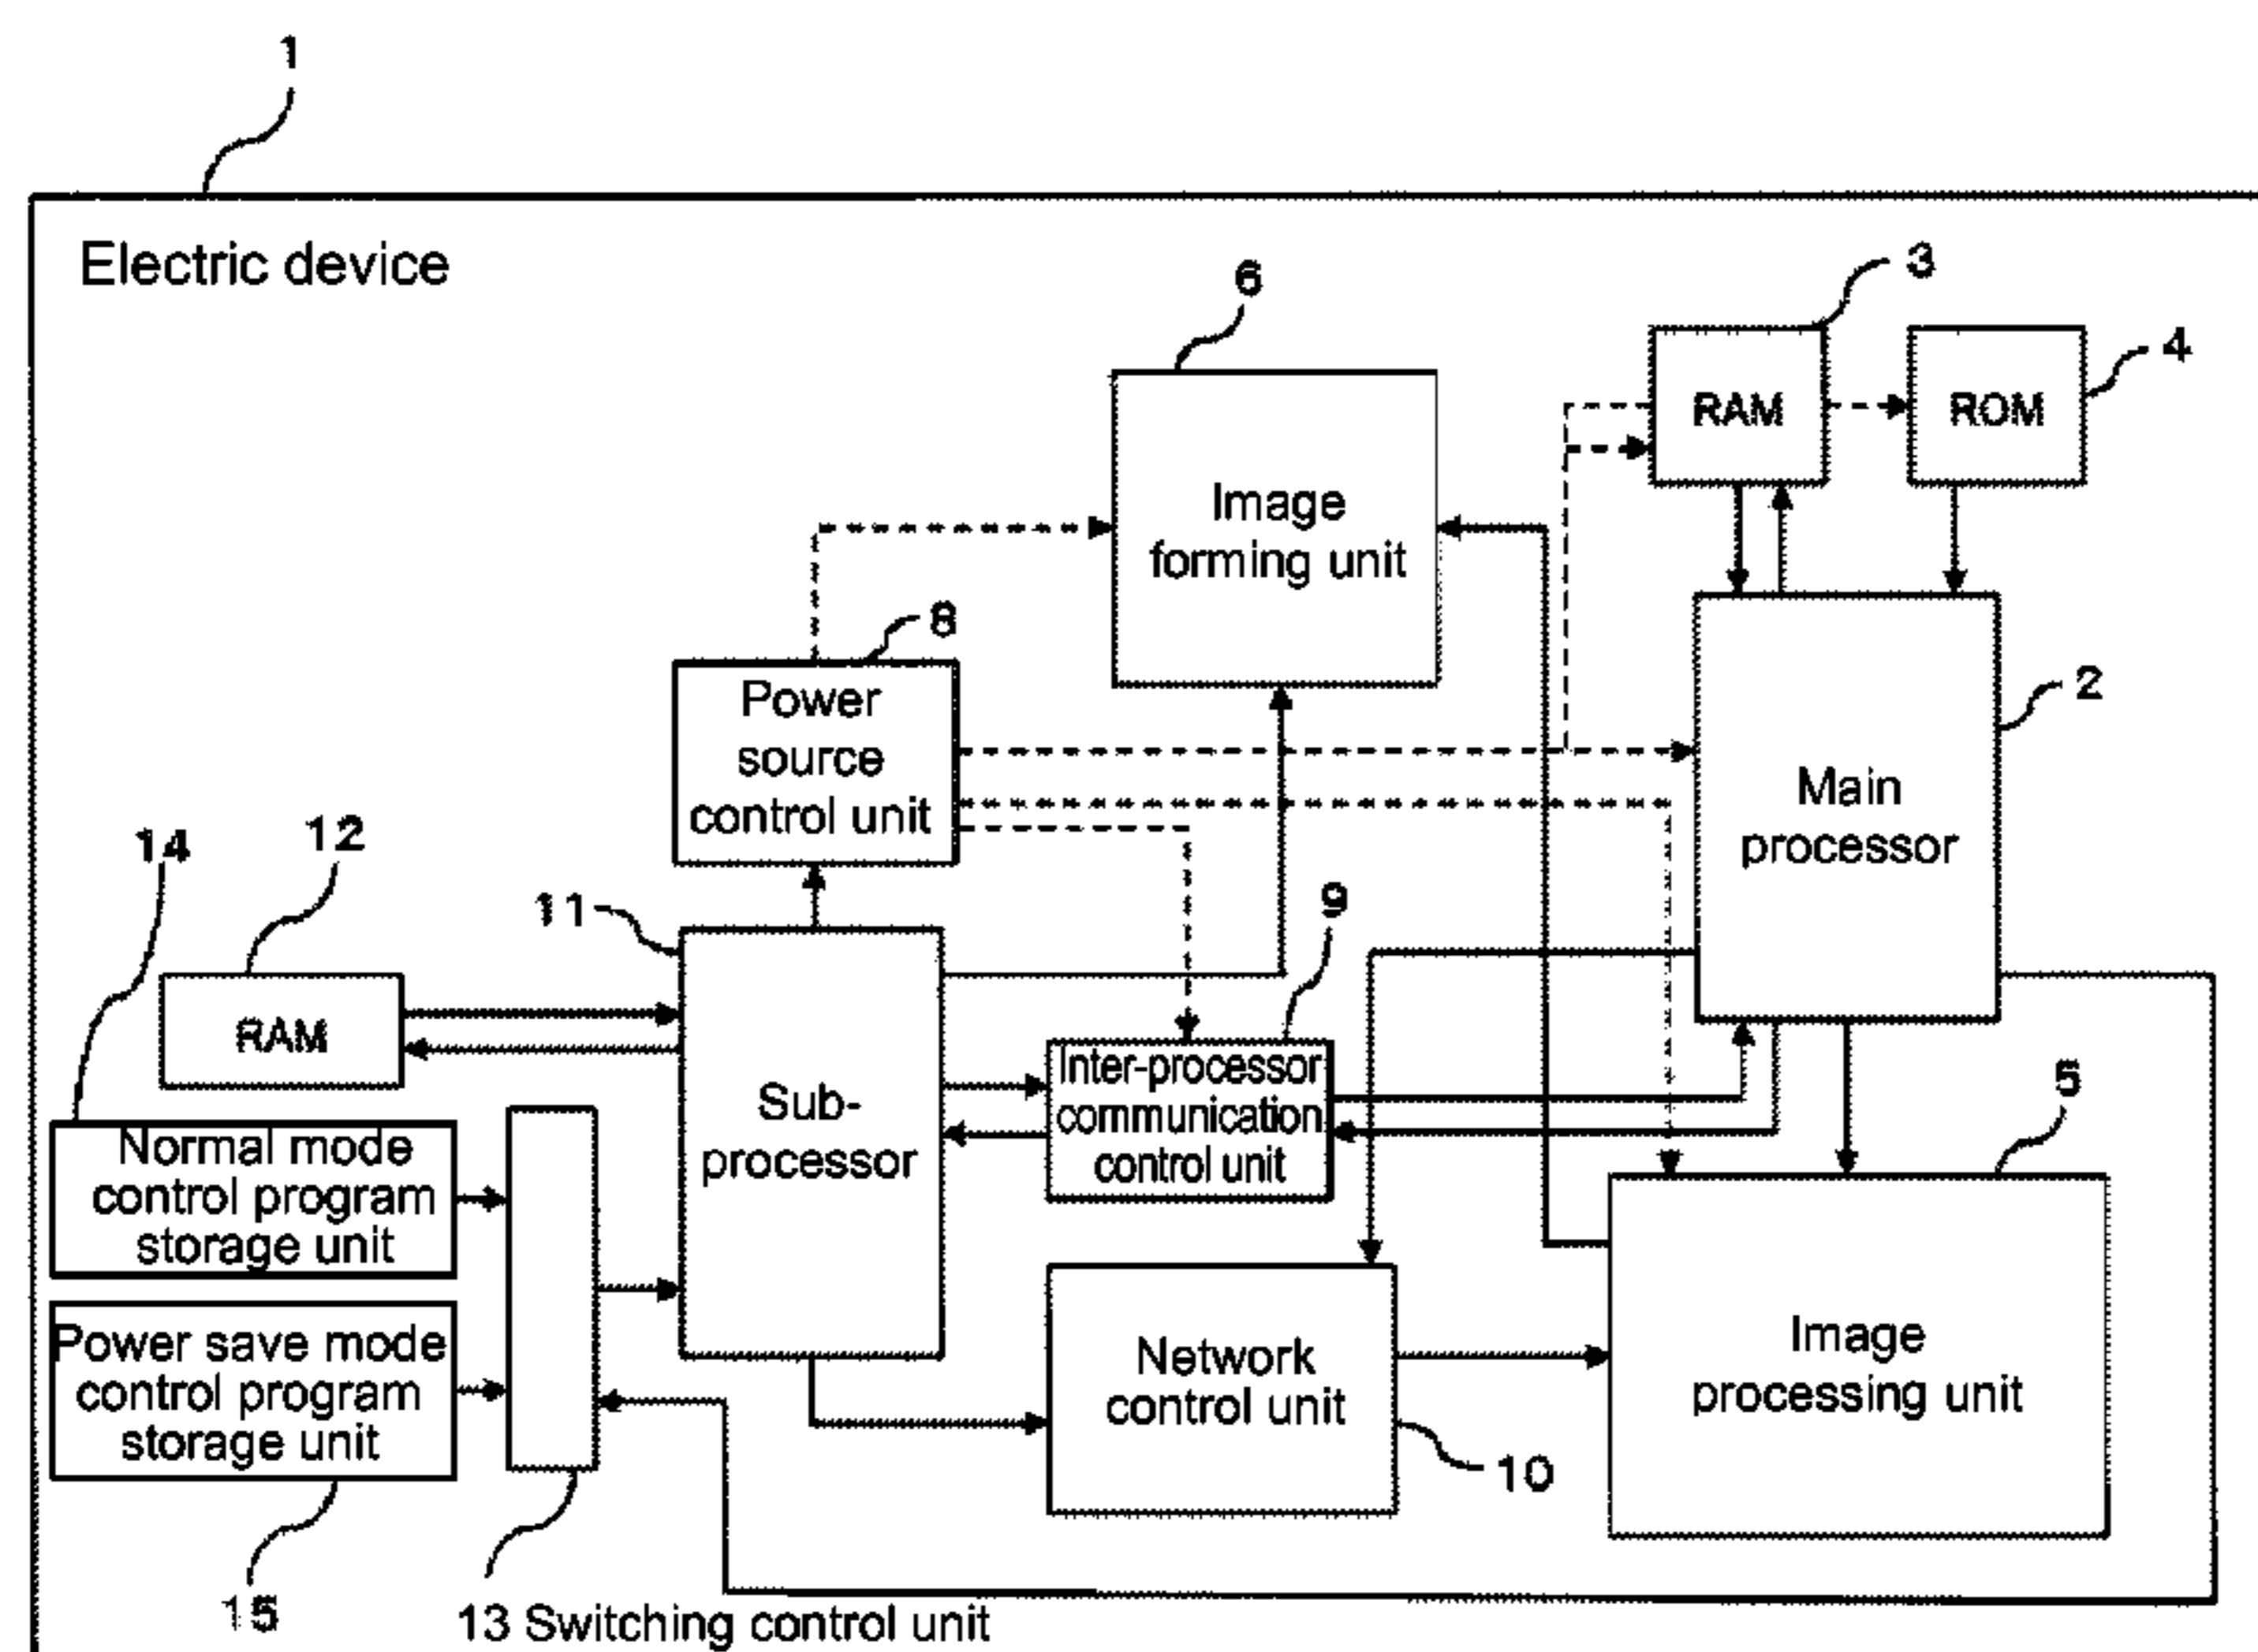 1
Electric device
6
3
4
RAM
ROM
Image
forming unit
8
Power
source
control unit
2
Main
processor
14
12
11
9
RAM
Sub-
processor
Inter-processor
communication
control unit
5
Normal mode
control program
storage unit
Power save mode
control program
storage unit
Network
control unit
Image
processing unit
10
15
13 Switching control unit